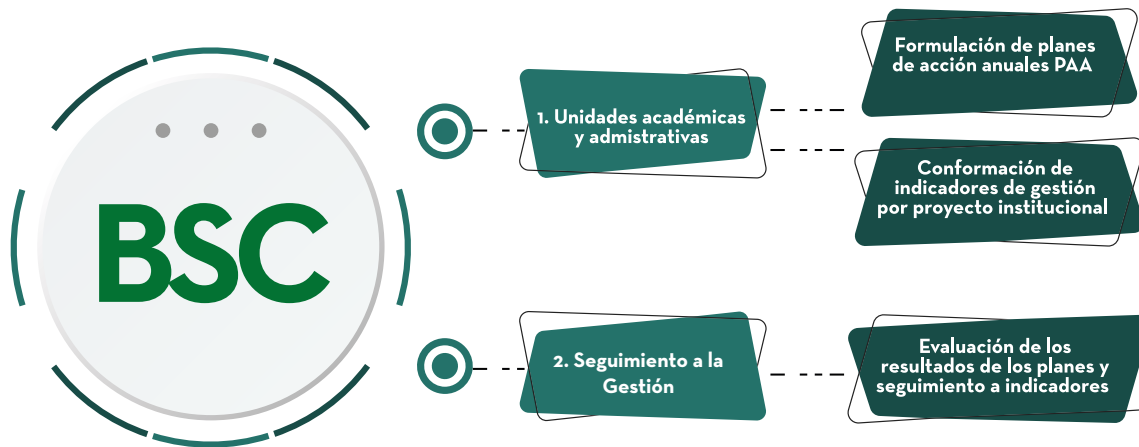 BSC
1. Unidades académicas
y admistrativas
Formulación de planes
de acción anuales PAA
Conformación de
indicadores de gestión
por proyecto institucional
2. Seguimiento a la
Gestión
Evaluación de los
resultados de los planes y
seguimiento a indicadores